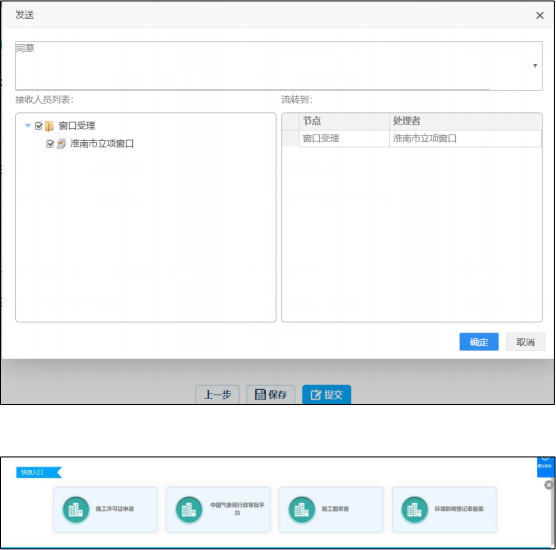 发送
同意
接收人员列表:
流转到:
窗口受理
淮南市立项窗口
节点 处理者
窗口受理 淮南市立项窗口
确定 取消
上一步 保存 提交
快捷入口
施工许可证申请
中国气象局行政审批平
台
施工图审查
环境影响登记表备案